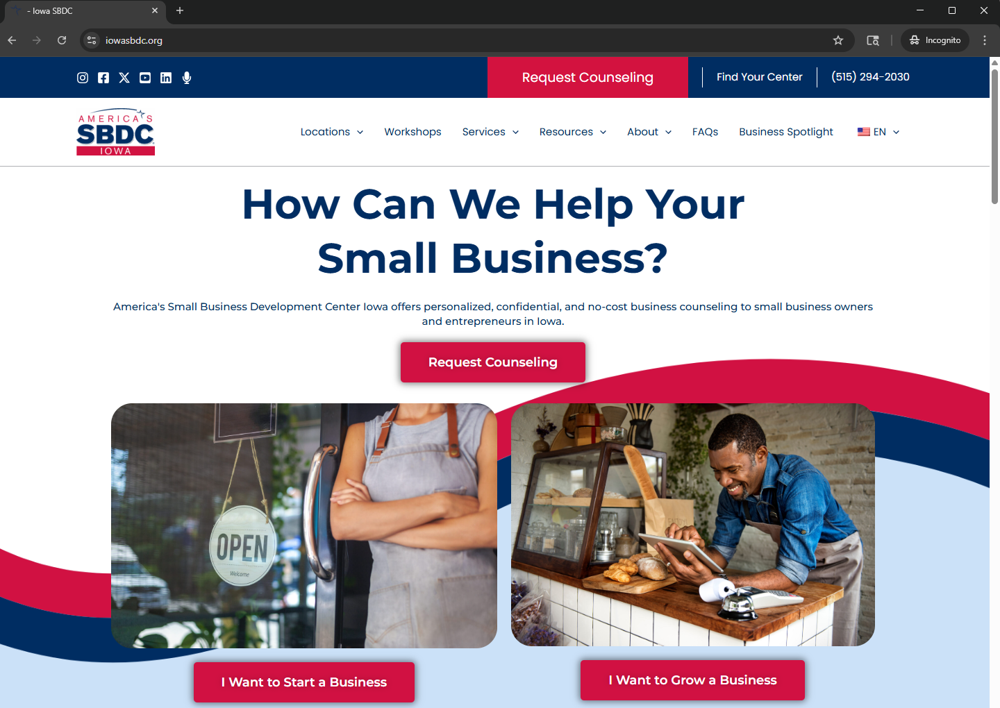 - Iowa SBDC
iowasbdc.org
Incognito
Request Counseling
Find Your Center
(515) 294-2030
AMERICA'S
SBDC
IOWA
Locations
Workshops
Services
Resources
About
FAQs
Business Spotlight
EN
How Can We Help Your
Small Business?
America's Small Business Development Center Iowa offers personalized, confidential, and no-cost business counseling to small business owners
and entrepreneurs in Iowa.
Request Counseling
OPEN
Welcome
I Want to Start a Business
I Want to Grow a Business